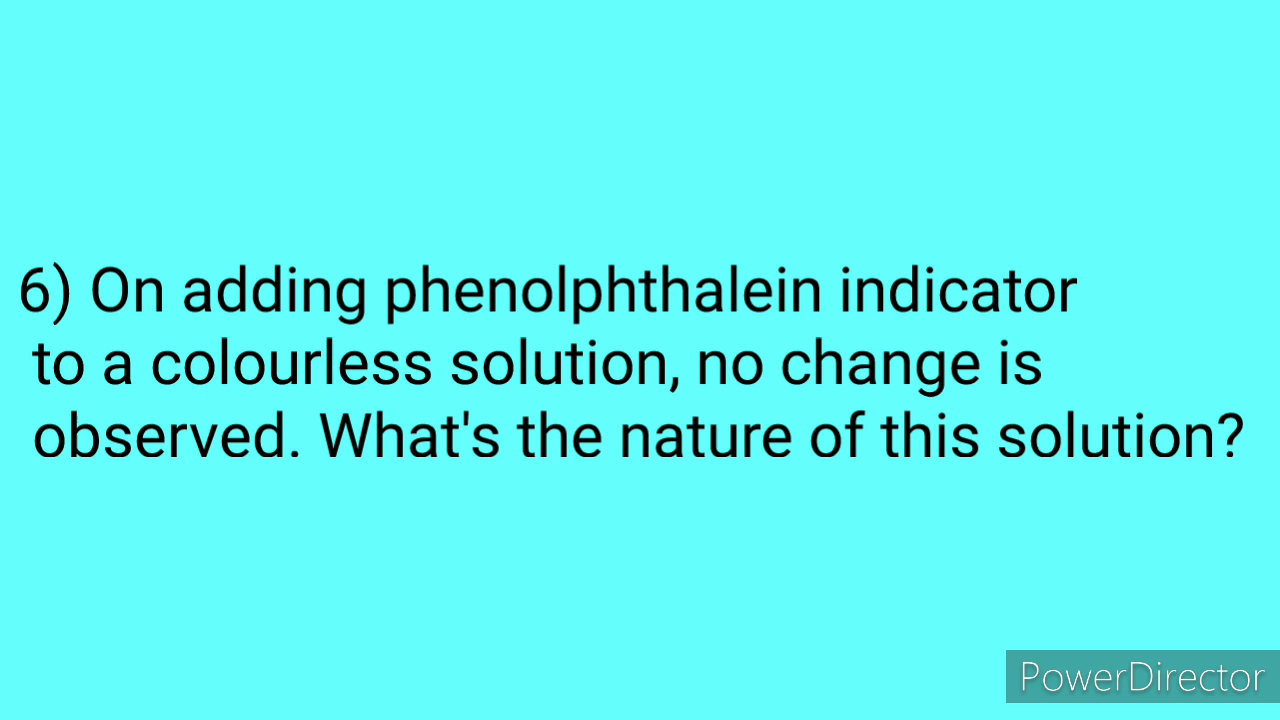 6) On adding phenolphthalein indicator
to a colourless solution, no change is
observed. What's the nature of this solution?
PowerDirector